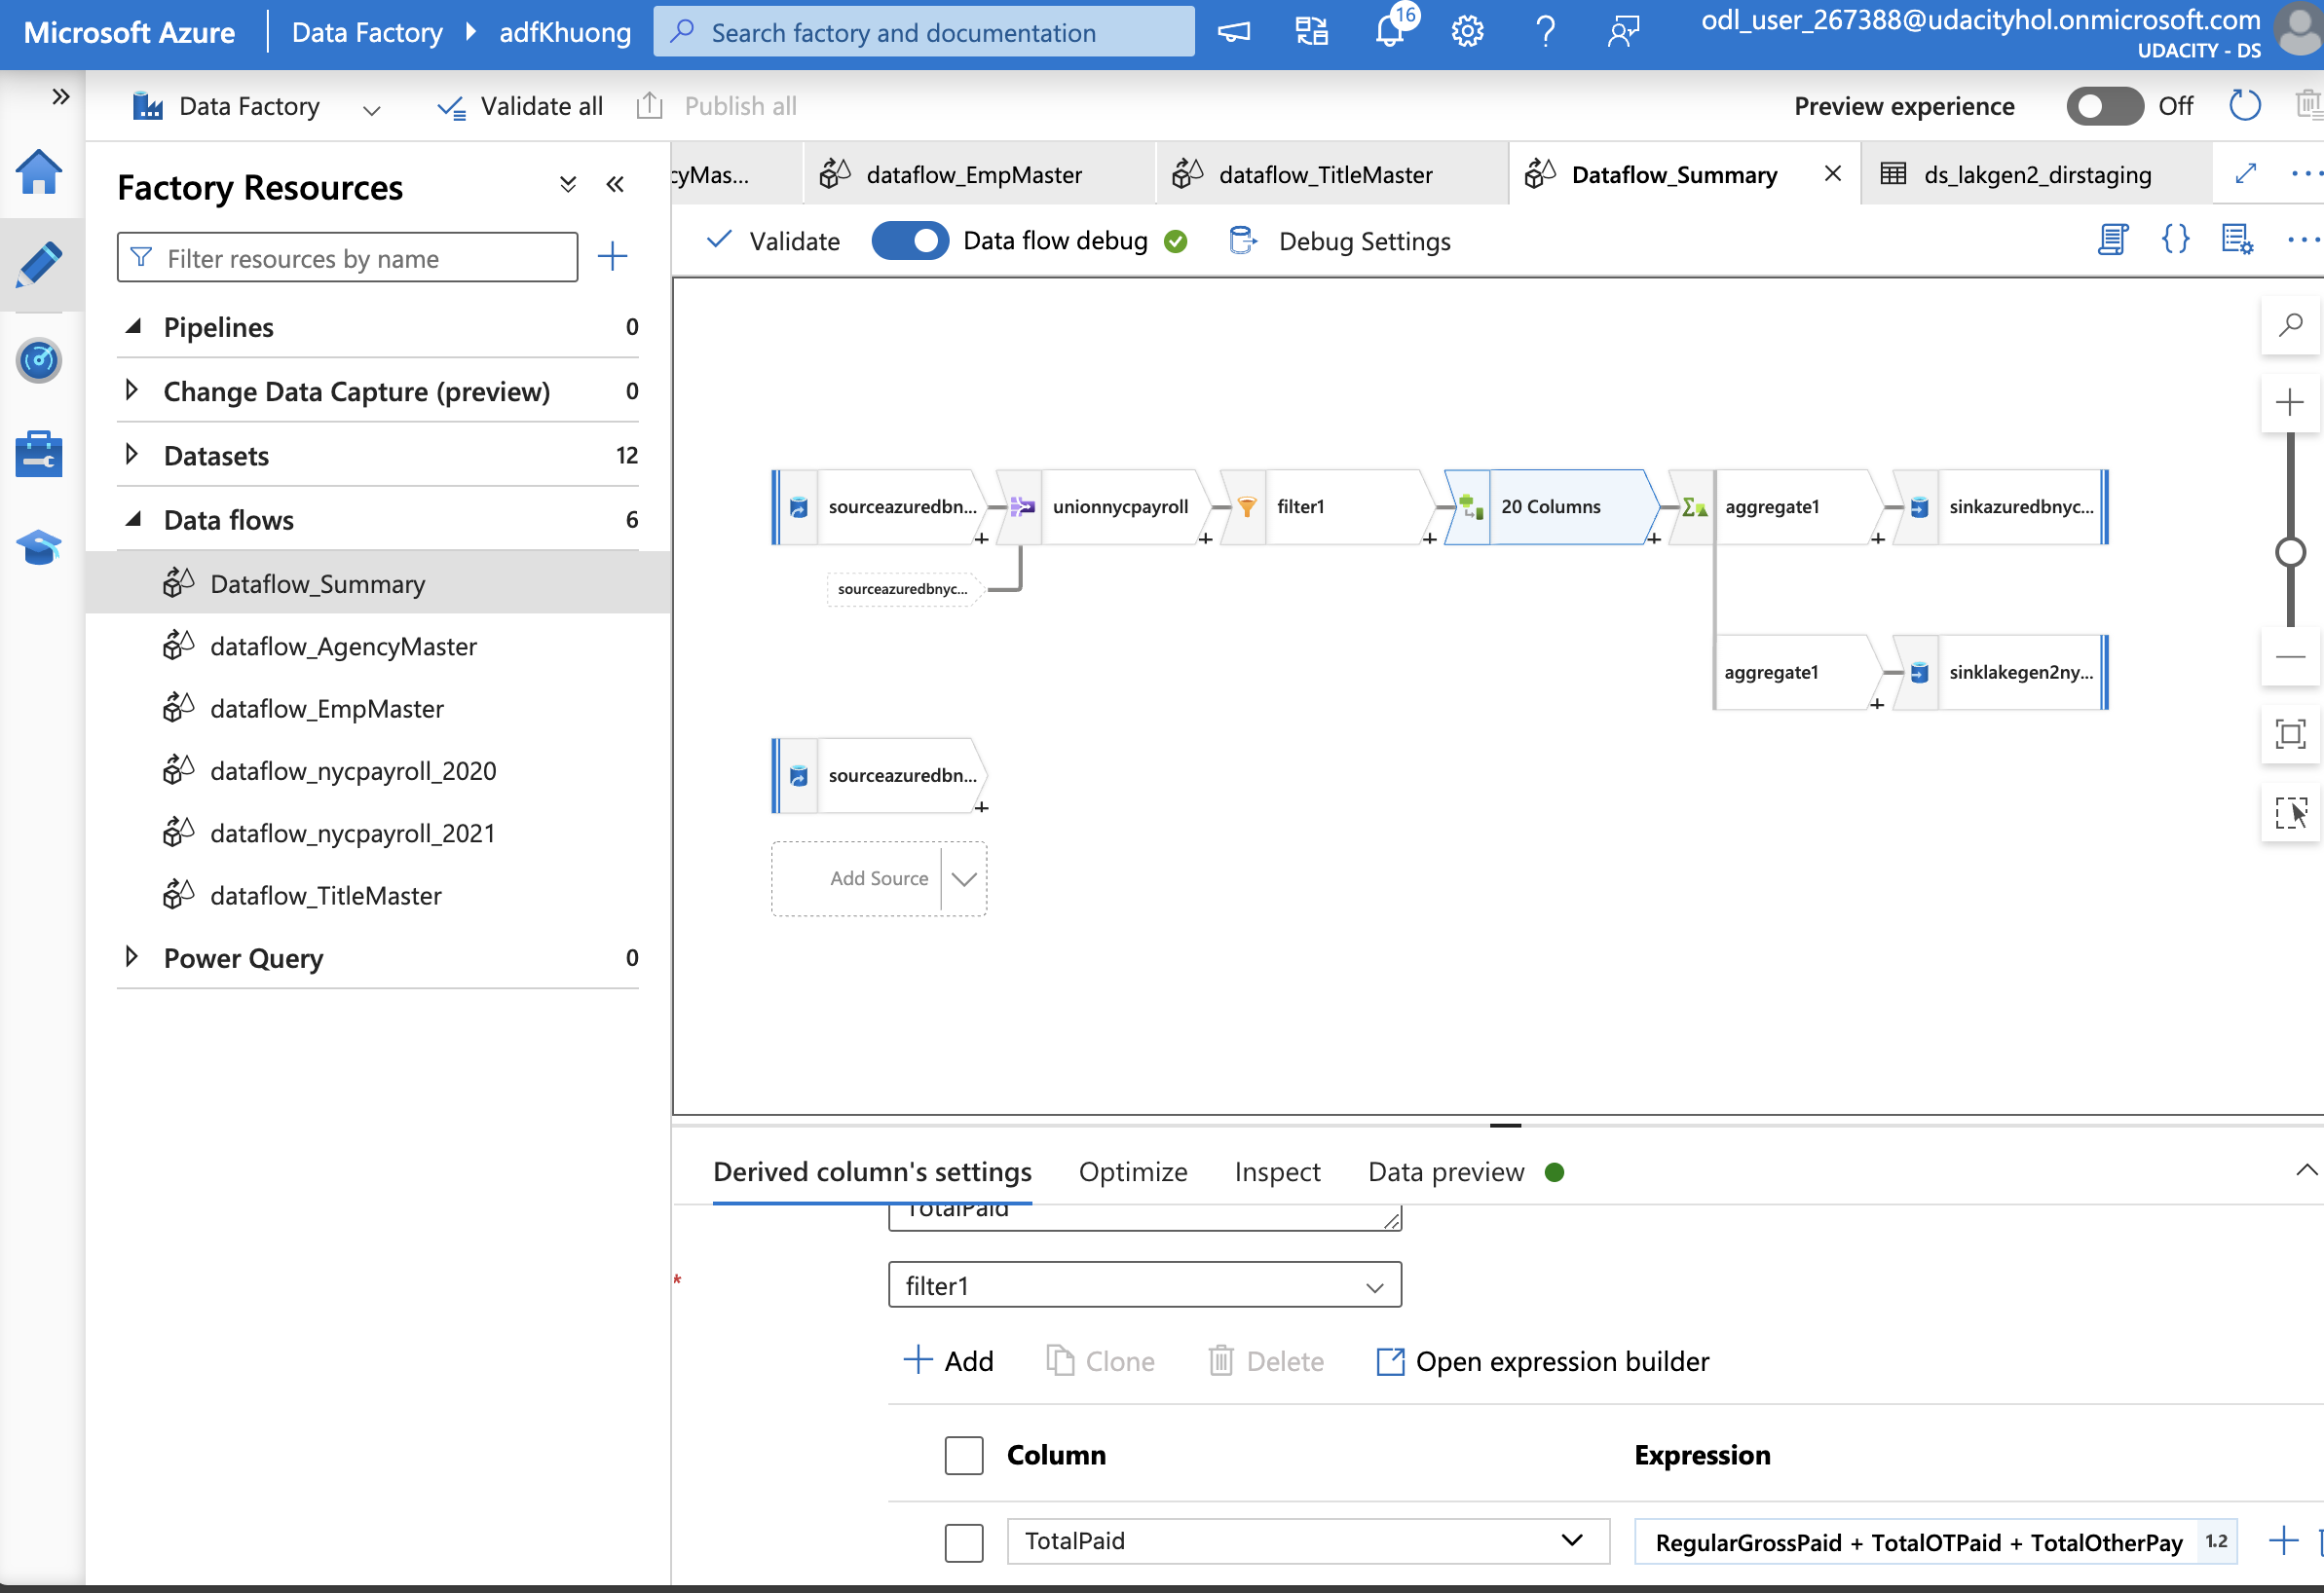 Microsoft Azure
Data Factory
adfKhuong
Search factory and documentation
16
odl_user_267388@udacityhol.onmicrosoft.com
UDACITY - DS
Data Factory
Validate all
Publish all
Preview experience
Off
Factory Resources
Filter resources by name
Pipelines 0
Change Data Capture (preview) 0
Datasets 12
Data flows 6
Dataflow_Summary
dataflow_AgencyMaster
dataflow_EmpMaster
dataflow_nycpayroll_2020
dataflow_nycpayroll_2021
dataflow_TitleMaster
Power Query 0
cyMas...
dataflow_EmpMaster
dataflow_TitleMaster
Dataflow_Summary
ds_lakgen2_dirstaging
Validate
Data flow debug
Debug Settings
sourceazuredbn...
unionnycpayroll
filter1
20 Columns
aggregate1
sinkazuredbnyc...
sourceazuredbnyc...
aggregate1
sinklakegen2ny...
sourceazuredbn...
Add Source
Derived column's settings
Optimize
Inspect
Data preview
TotalPaid
*
filter1
Add
Clone
Delete
Open expression builder
Column
Expression
TotalPaid
RegularGrossPaid + TotalOTPaid + TotalOtherPay 1.2